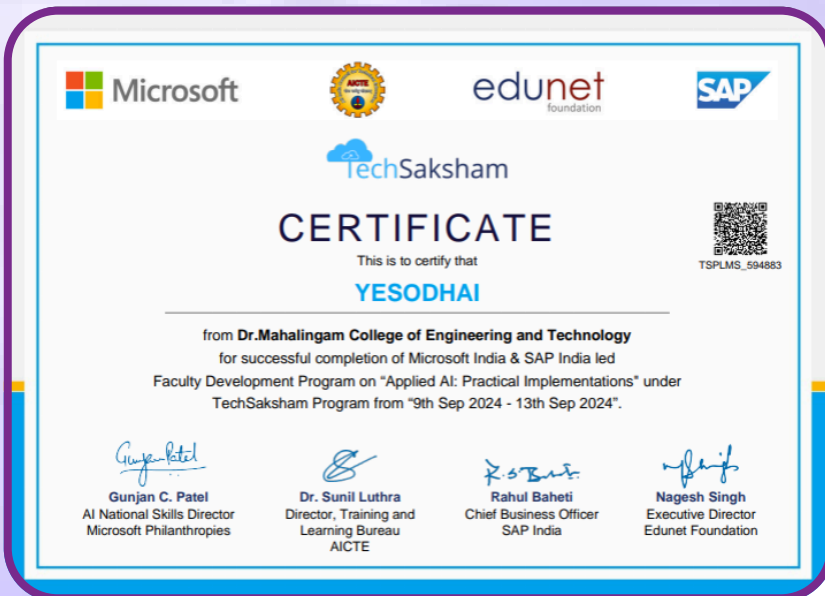 Microsoft
AICTE
edunet
foundation
SAP
TechSaksham
CERTIFICATE
This is to certify that
TSPLMS_594883
YESODHAI
from Dr.Mahalingam College of Engineering and Technology
for successful completion of Microsoft India & SAP India led
Faculty Development Program on “Applied AI: Practical Implementations” under
TechSaksham Program from “9th Sep 2024 - 13th Sep 2024”.
Gunjan Patel
Gunjan C. Patel
AI National Skills Director
Microsoft Philanthropies
Dr. Sunil Luthra
Director, Training and
Learning Bureau
AICTE
Rahul Baheti
Chief Business Officer
SAP India
Nagesh Singh
Executive Director
Edunet Foundation